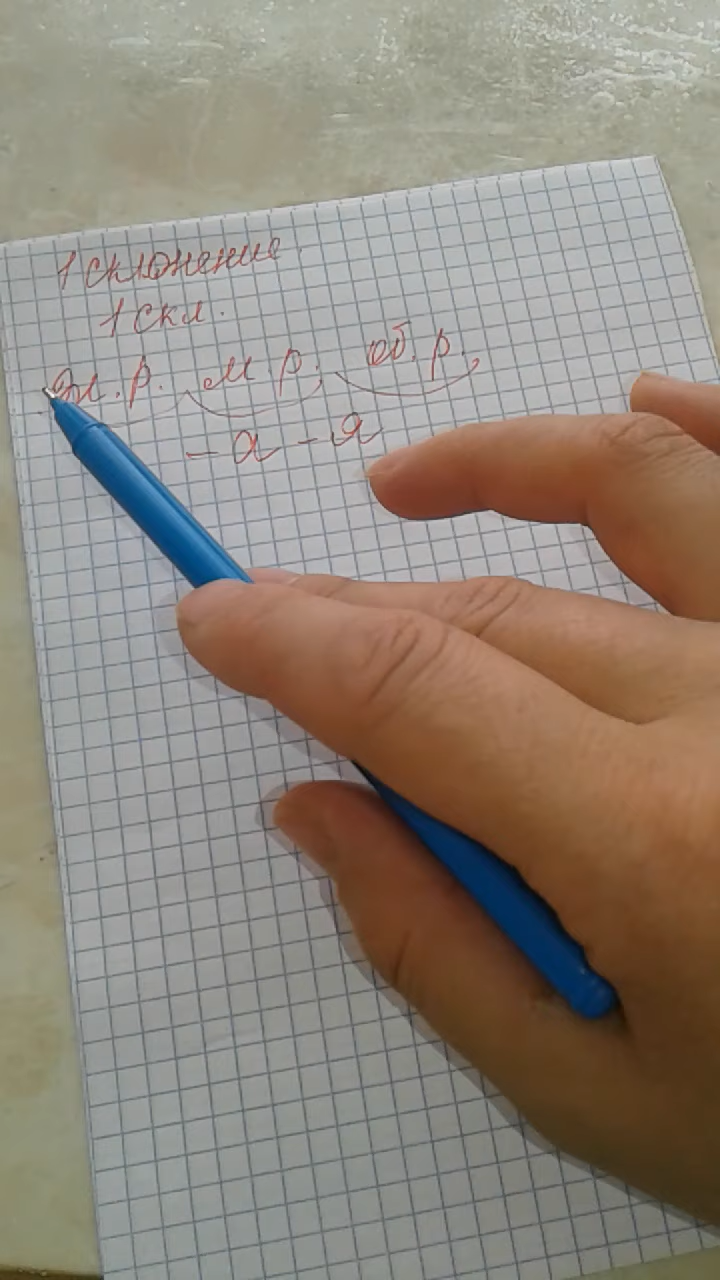 1 склонение
1 скл.
ж. р. м р. об. р.,
- а - я